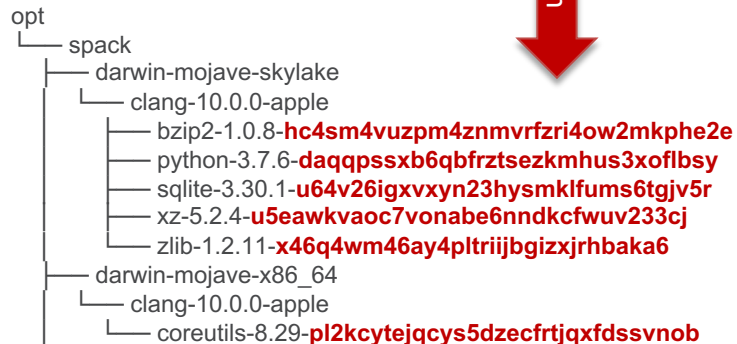 opt
└── spack
├── darwin-mojave-skylake
│ └── clang-10.0.0-apple
│ ├── bzip2-1.0.8-hc4sm4vuzpm4znmvrfzri4ow2mkphe2e
│ ├── python-3.7.6-daqqpssxb6qbfrztsezkmhus3xoflbsy
│ ├── sqlite-3.30.1-u64v26igxvxyn23hysmklfums6tgjv5r
│ ├── xz-5.2.4-u5eawkvaoc7vonabe6nndkcfwuv233cj
│ └── zlib-1.2.11-x46q4wm46ay4pltriijbgizxjrhbaka6
├── darwin-mojave-x86_64
│ └── clang-10.0.0-apple
│ └── coreutils-8.29-pl2kcytejqcys5dzecfrtjqxfdssvnob